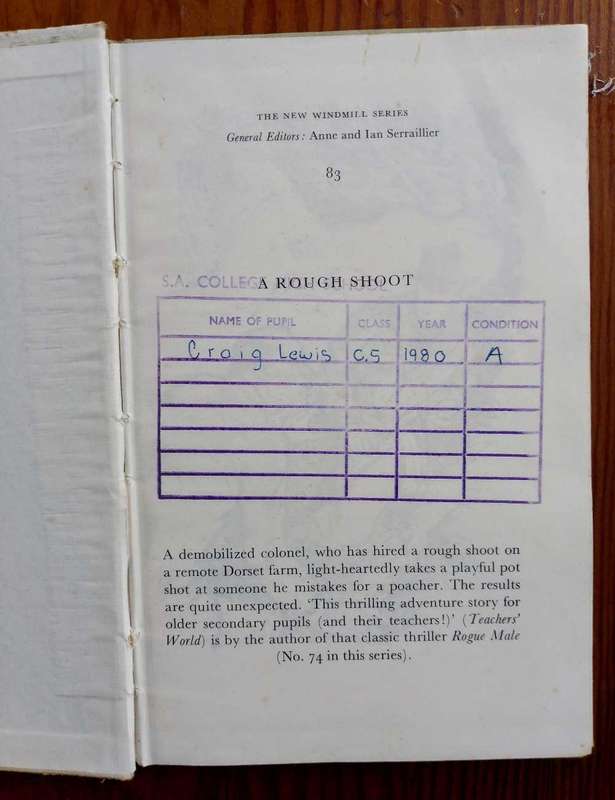 THE NEW WINDMILL SERIES
General Editors: Anne and Ian Serraillier
83
S.A. COLLEGE SCHOOL
A ROUGH SHOOT
NAME OF PUPIL CLASS YEAR CONDITION
Craig Lewis C.5 1980 A
A demobilized colonel, who has hired a rough shoot on
a remote Dorset farm, light-heartedly takes a playful pot
shot at someone he mistakes for a poacher. The results
are quite unexpected. ‘This thrilling adventure story for
older secondary pupils (and their teachers!)’ (Teachers’
World) is by the author of that classic thriller Rogue Male
(No. 74 in this series).